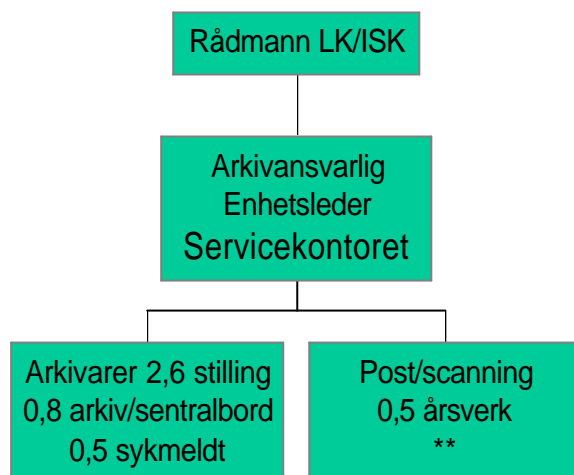 Rådmann LK/ISK
Arkivansvarlig
Enhetsleder
Servicekontoret
Arkivarer 2,6 stilling
0,8 arkiv/sentralbord
0,5 sykmeldt
Post/scanning
0,5 årsverk
**